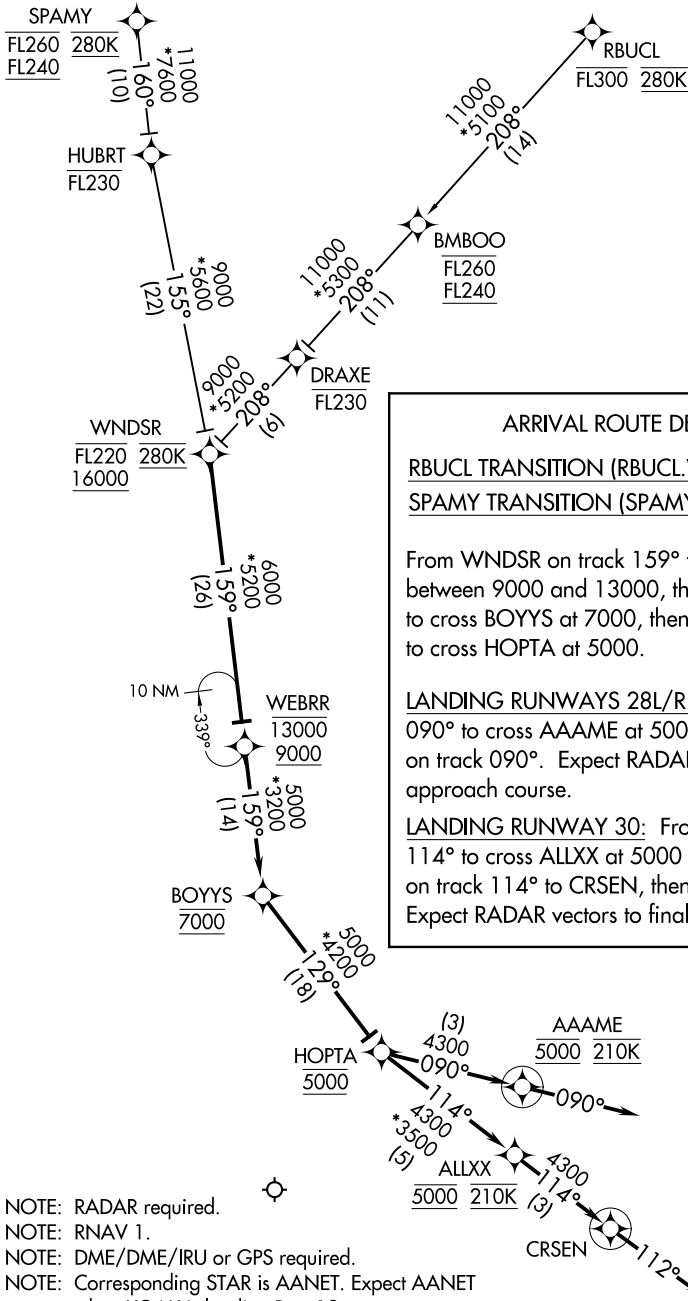 SPAMY
FL260 280K
FL240
11000
*7600
160°
(10)
RBUCL
FL300 280K
11000
*5100
208°
(14)
HUBRT
FL230
BMBOO
FL260
FL240
11000
*5300
208°
(11)
9000
*5600
155°
(22)
DRAXE
FL230
9000
*5200
208°
(6)
WNDSR
FL220 280K
16000
ARRIVAL ROUTE DE
RBUCL TRANSITION (RBUCL.
SPAMY TRANSITION (SPAMY
From WNDSR on track 159°
between 9000 and 13000, th
to cross BOYYS at 7000, then
to cross HOPTA at 5000.
LANDING RUNWAYS 28L/R
090° to cross AAAME at 500
on track 090°. Expect RADAR
approach course.
LANDING RUNWAY 30: Fro
114° to cross ALLXX at 5000
on track 114° to CRSEN, then
Expect RADAR vectors to final
6000
*5200
159°
(26)
10 NM
339°
WEBRR
13000
9000
5000
*3200
159°
(14)
BOYYS
7000
5000
*4200
129°
(18)
HOPTA
5000
(3)
4300
090°
AAAME
5000 210K
090°
114°
4300
*3500
(5)
ALLXX
5000 210K
4300
114°
(3)
CRSEN
112°
NOTE: RADAR required.
NOTE: RNAV 1.
NOTE: DME/DME/IRU or GPS required.
NOTE: Corresponding STAR is AANET. Expect AANET